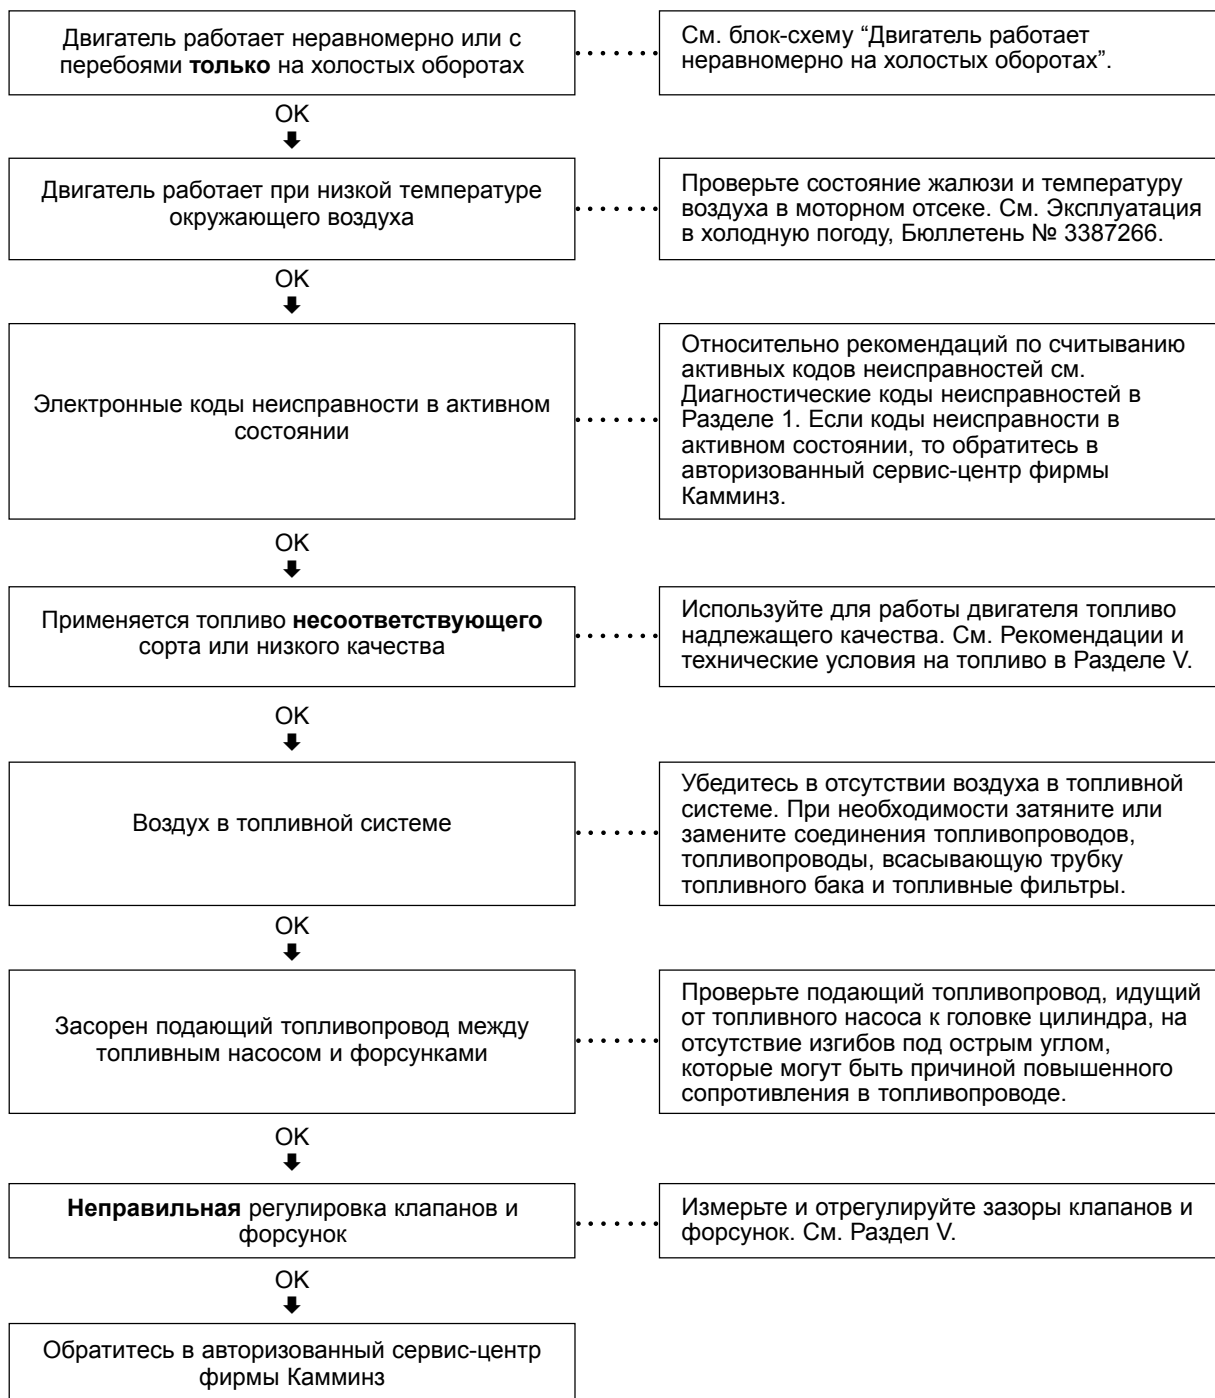 Двигатель работает неравномерно или с
перебоями только на холостых оборотах
См. блок-схему “Двигатель работает
неравномерно на холостых оборотах”.
OK
Двигатель работает при низкой температуре
окружающего воздуха
Проверьте состояние жалюзи и температуру
воздуха в моторном отсеке. См. Эксплуатация
в холодную погоду, Бюллетень № 3387266.
OK
Электронные коды неисправности в активном
состоянии
Относительно рекомендаций по считыванию
активных кодов неисправностей см.
Диагностические коды неисправностей в
Разделе 1. Если коды неисправности в
активном состоянии, то обратитесь в
авторизованный сервис-центр фирмы
Камминз.
OK
Применяется топливо несоответствующего
сорта или низкого качества
Используйте для работы двигателя топливо
надлежащего качества. См. Рекомендации и
технические условия на топливо в Разделе V.
OK
Воздух в топливной системе
Убедитесь в отсутствии воздуха в топливной
системе. При необходимости затяните или
замените соединения топливопроводов,
топливопроводы, всасывающую трубку
топливного бака и топливные фильтры.
OK
Засорен подающий топливопровод между
топливным насосом и форсунками
Проверьте подающий топливопровод, идущий
от топливного насоса к головке цилиндра, на
отсутствие изгибов под острым углом,
которые могут быть причиной повышенного
сопротивления в топливопроводе.
OK
Неправильная регулировка клапанов и
форсунок
Измерьте и отрегулируйте зазоры клапанов и
форсунок. См. Раздел V.
OK
Обратитесь в авторизованный сервис-центр
фирмы Камминз